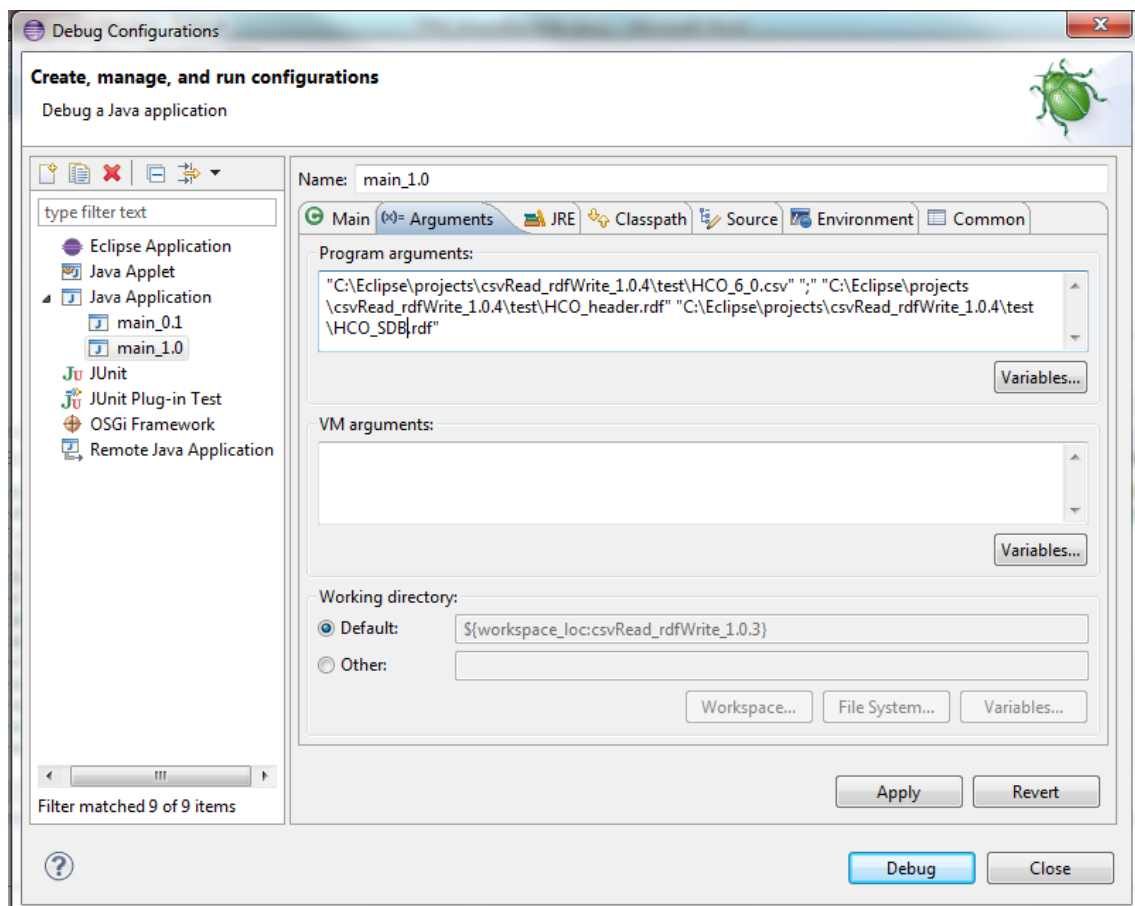 Debug Configurations
Create, manage, and run configurations
Debug a Java application
type filter text
Eclipse Application
Java Applet
Java Application
main_0.1
main_1.0
JUnit
JUnit Plug-in Test
OSGi Framework
Remote Java Application
Filter matched 9 of 9 items
Name: main_1.0
Main (x)= Arguments JRE Classpath Source Environment Common
Program arguments:
"C:\Eclipse\projects\csvRead_rdfWrite_1.0.4\test\HCO_6_0.csv" ";" "C:\Eclipse\projects
\csvRead_rdfWrite_1.0.4\test\HCO_header.rdf" "C:\Eclipse\projects\csvRead_rdfWrite_1.0.4\test
\HCO_SDB.rdf"
Variables...
VM arguments:
Variables...
Working directory:
Default: ${workspace_loc:csvRead_rdfWrite_1.0.3}
Other:
Workspace... File System... Variables...
Apply Revert
Debug Close